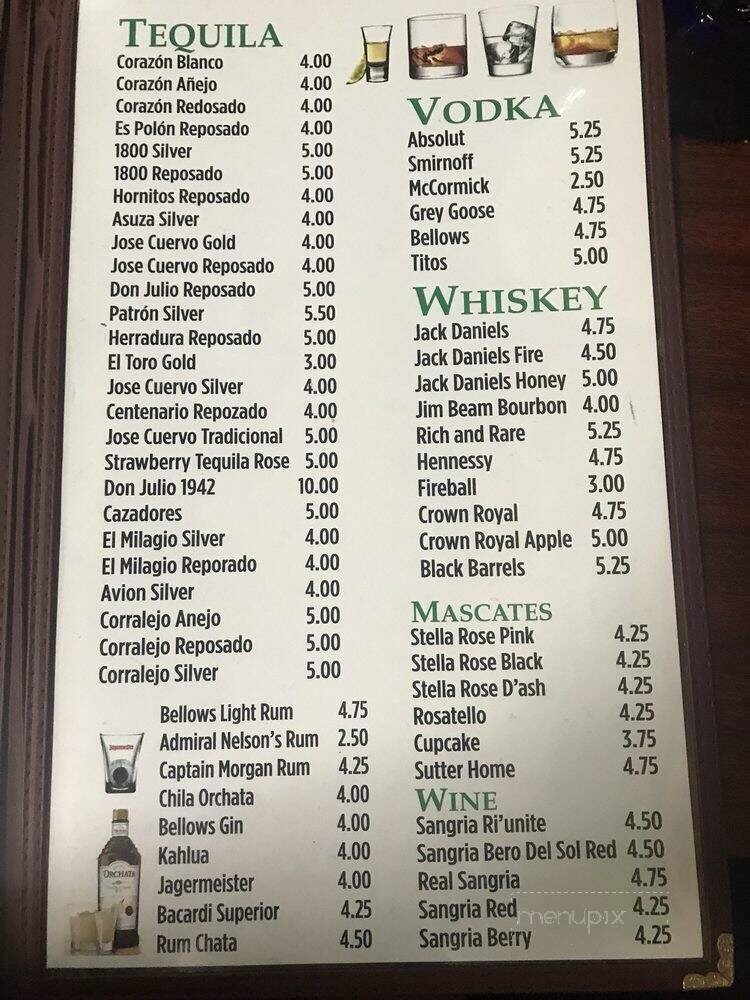 TEQUILA
Corazón Blanco 4.00
Corazón Añejo 4.00
Corazón Redosado 4.00
Es Polón Reposado 4.00
1800 Silver 5.00
1800 Reposado 5.00
Hornitos Reposado 4.00
Asuza Silver 4.00
Jose Cuervo Gold 4.00
Jose Cuervo Reposado 4.00
Don Julio Reposado 5.00
Patrón Silver 5.50
Herradura Reposado 5.00
El Toro Gold 3.00
Jose Cuervo Silver 4.00
Centenario Repozado 4.00
Jose Cuervo Tradicional 5.00
Strawberry Tequila Rose 5.00
Don Julio 1942 10.00
Cazadores 5.00
El Milagio Silver 4.00
El Milagio Reporado 4.00
Avion Silver 4.00
Corralejo Anejo 5.00
Corralejo Reposado 5.00
Corralejo Silver 5.00
Bellows Light Rum 4.75
Admiral Nelson's Rum 2.50
Captain Morgan Rum 4.25
Chila Orchata 4.00
Bellows Gin 4.00
Kahlua 4.00
Jagermeister 4.00
Bacardi Superior 4.25
Rum Chata 4.50
Jägermeister
ORCHATA
VODKA
Absolut 5.25
Smirnoff 5.25
McCormick 2.50
Grey Goose 4.75
Bellows 4.75
Titos 5.00
WHISKEY
Jack Daniels 4.75
Jack Daniels Fire 4.50
Jack Daniels Honey 5.00
Jim Beam Bourbon 4.00
Rich and Rare 5.25
Hennessy 4.75
Fireball 3.00
Crown Royal 4.75
Crown Royal Apple 5.00
Black Barrels 5.25
MASCATES
Stella Rose Pink 4.25
Stella Rose Black 4.25
Stella Rose D'ash 4.25
Rosatello 4.25
Cupcake 3.75
Sutter Home 4.75
WINE
Sangria Ri'unite 4.50
Sangria Bero Del Sol Red 4.50
Real Sangria 4.75
Sangria Red 4.25
Sangria Berry 4.25
menupix